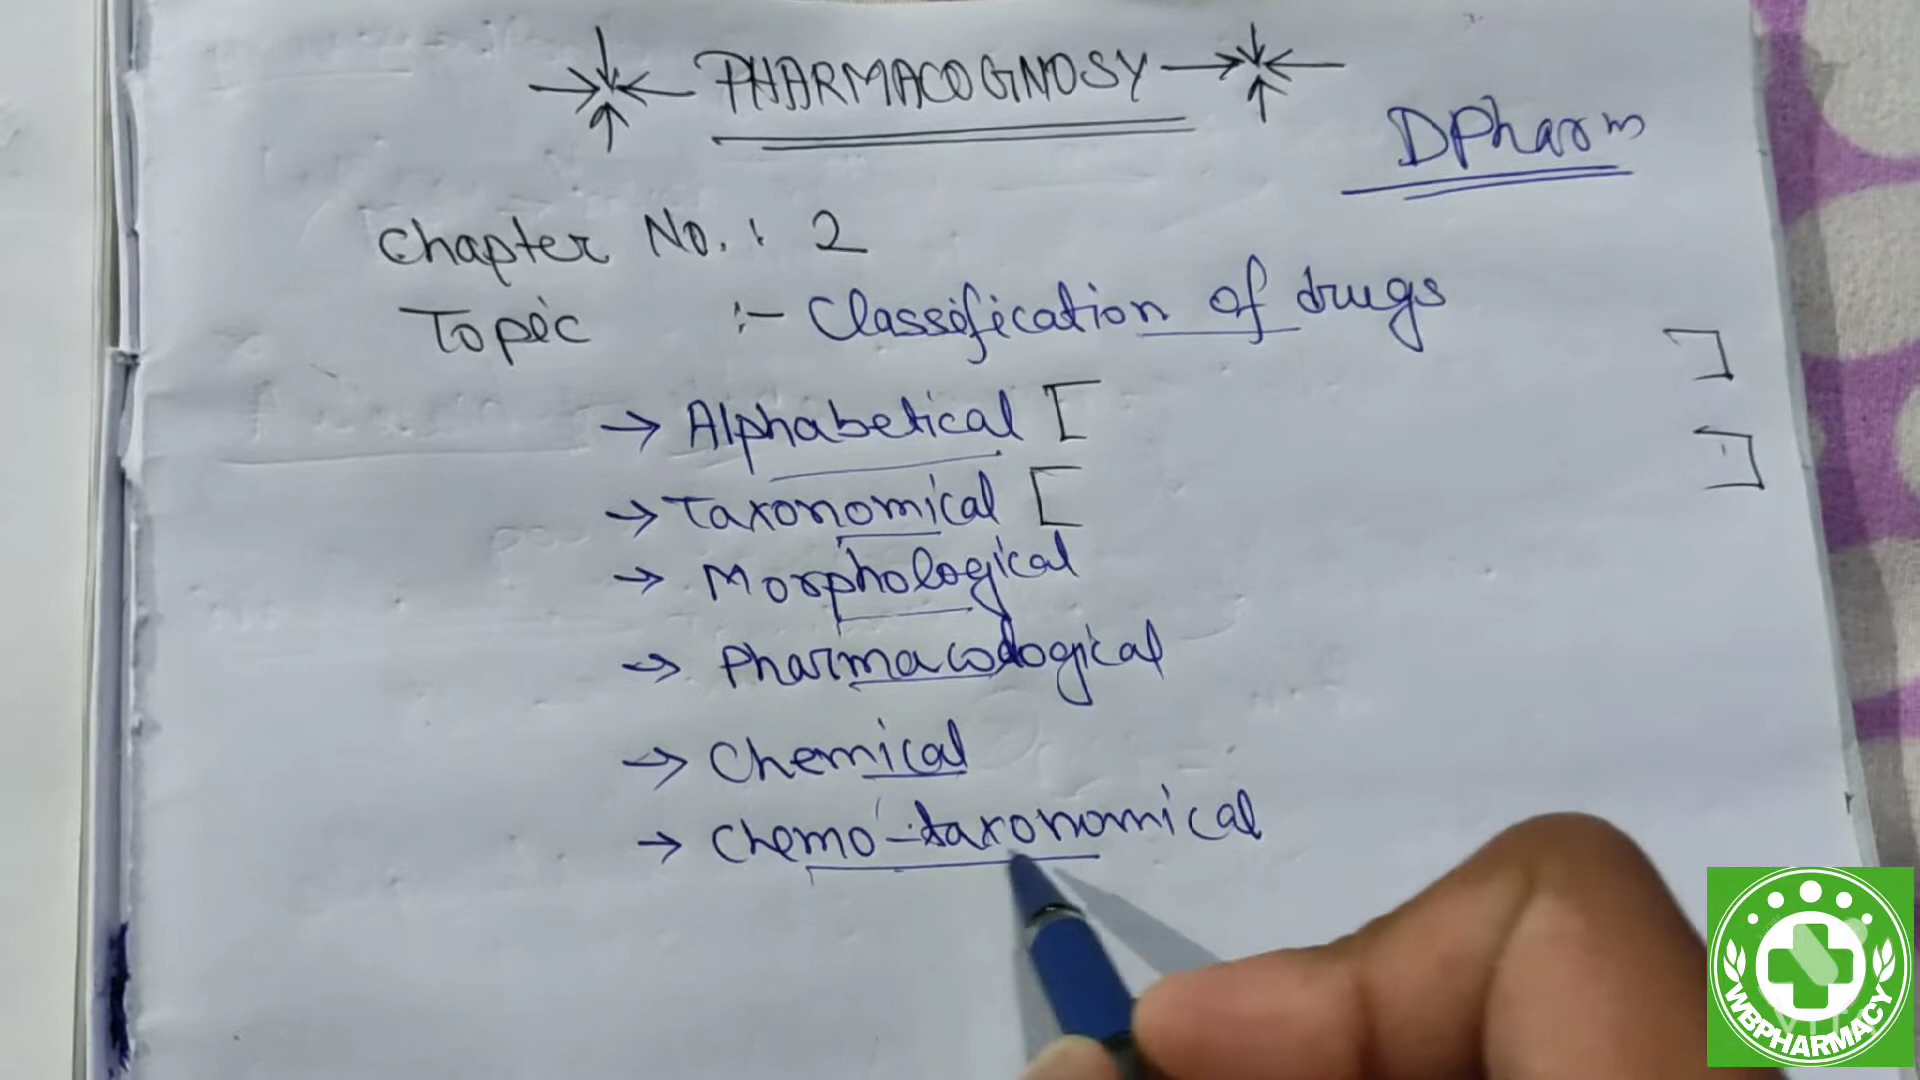 PHARMACOGNOSY
DPharm
Chapter No. : 2
Topic :- Classification of drugs
→ Alphabetical [ ]
→ Taxonomical [ ]
→ Morphological
→ Pharmacological
→ Chemical
→ Chemo-taxonomical
WBPHARMACY